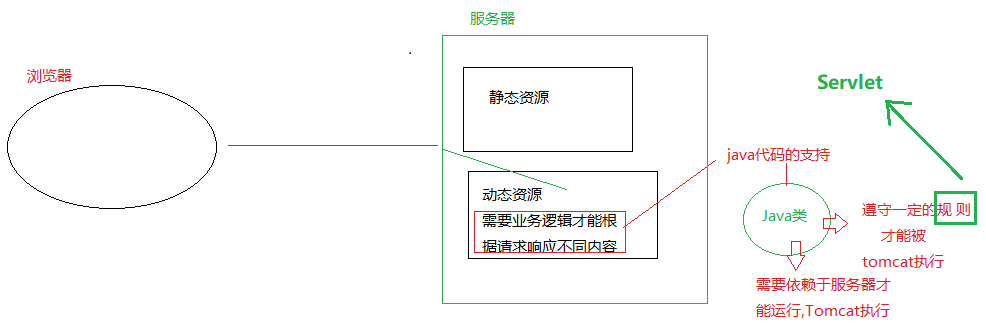 服务器
浏览器
静态资源
动态资源
需要业务逻辑才能根
据请求响应不同内容
java代码的支持
Java类
Servlet
遵守一定的规则
才能被
tomcat执行
需要依赖于服务器才
能运行,Tomcat执行